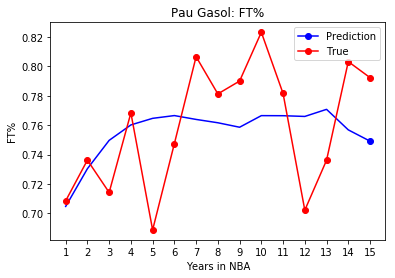 Pau Gasol: FT%
Prediction
True
FT%
0.82
0.80
0.78
0.76
0.74
0.72
0.70
1 2 3 4 5 6 7 8 9 10 11 12 13 14 15
Years in NBA